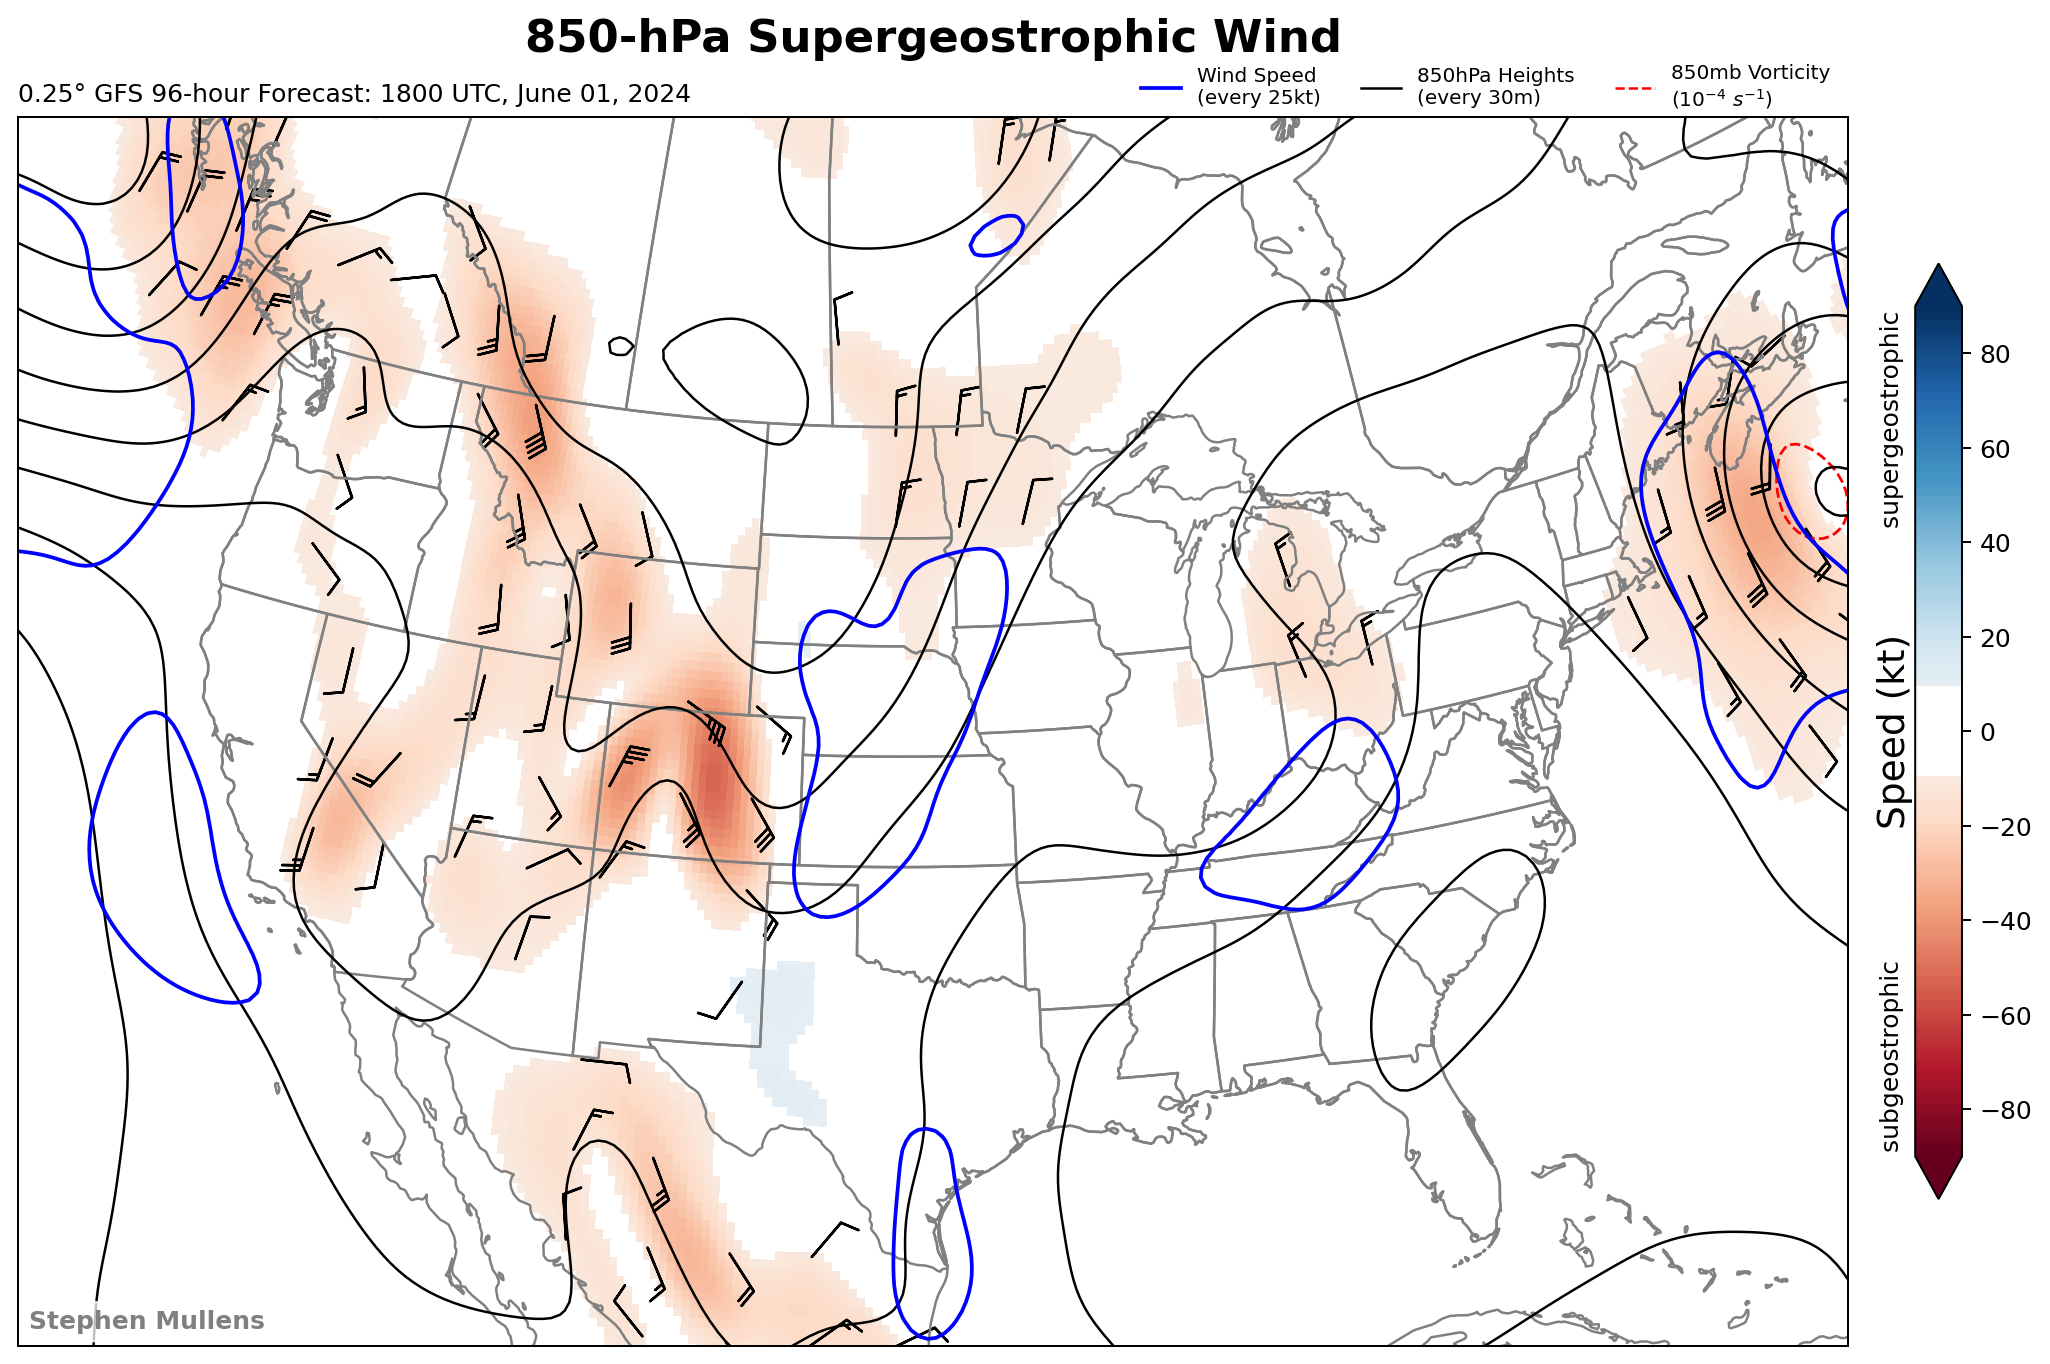 850-hPa Supergeostrophic Wind
0.25° GFS 96-hour Forecast: 1800 UTC, June 01, 2024
Wind Speed
(every 25kt)
850hPa Heights
(every 30m)
850mb Vorticity
(10⁻⁴ s⁻¹)
supergeostrophic
Speed (kt)
subgeostrophic
80
60
40
20
0
−20
−40
−60
−80
Stephen Mullens